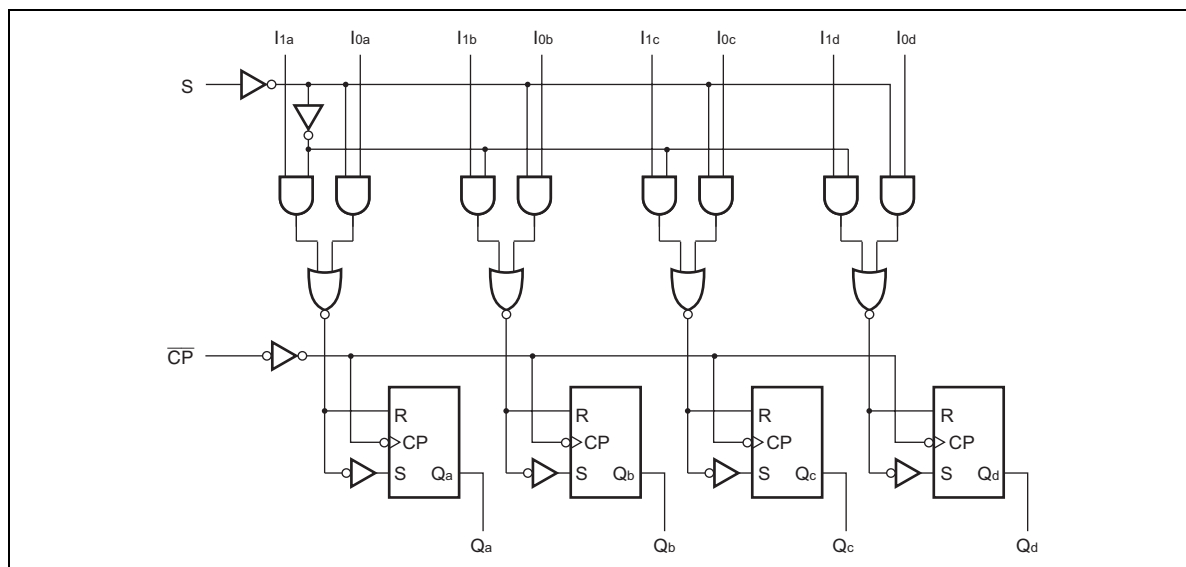 I1a I0a I1b I0b I1c I0c I1d I0d
S
C̅P̅
R R R R
CP CP CP CP
S Qa S Qb S Qc S Qd
Qa Qb Qc Qd